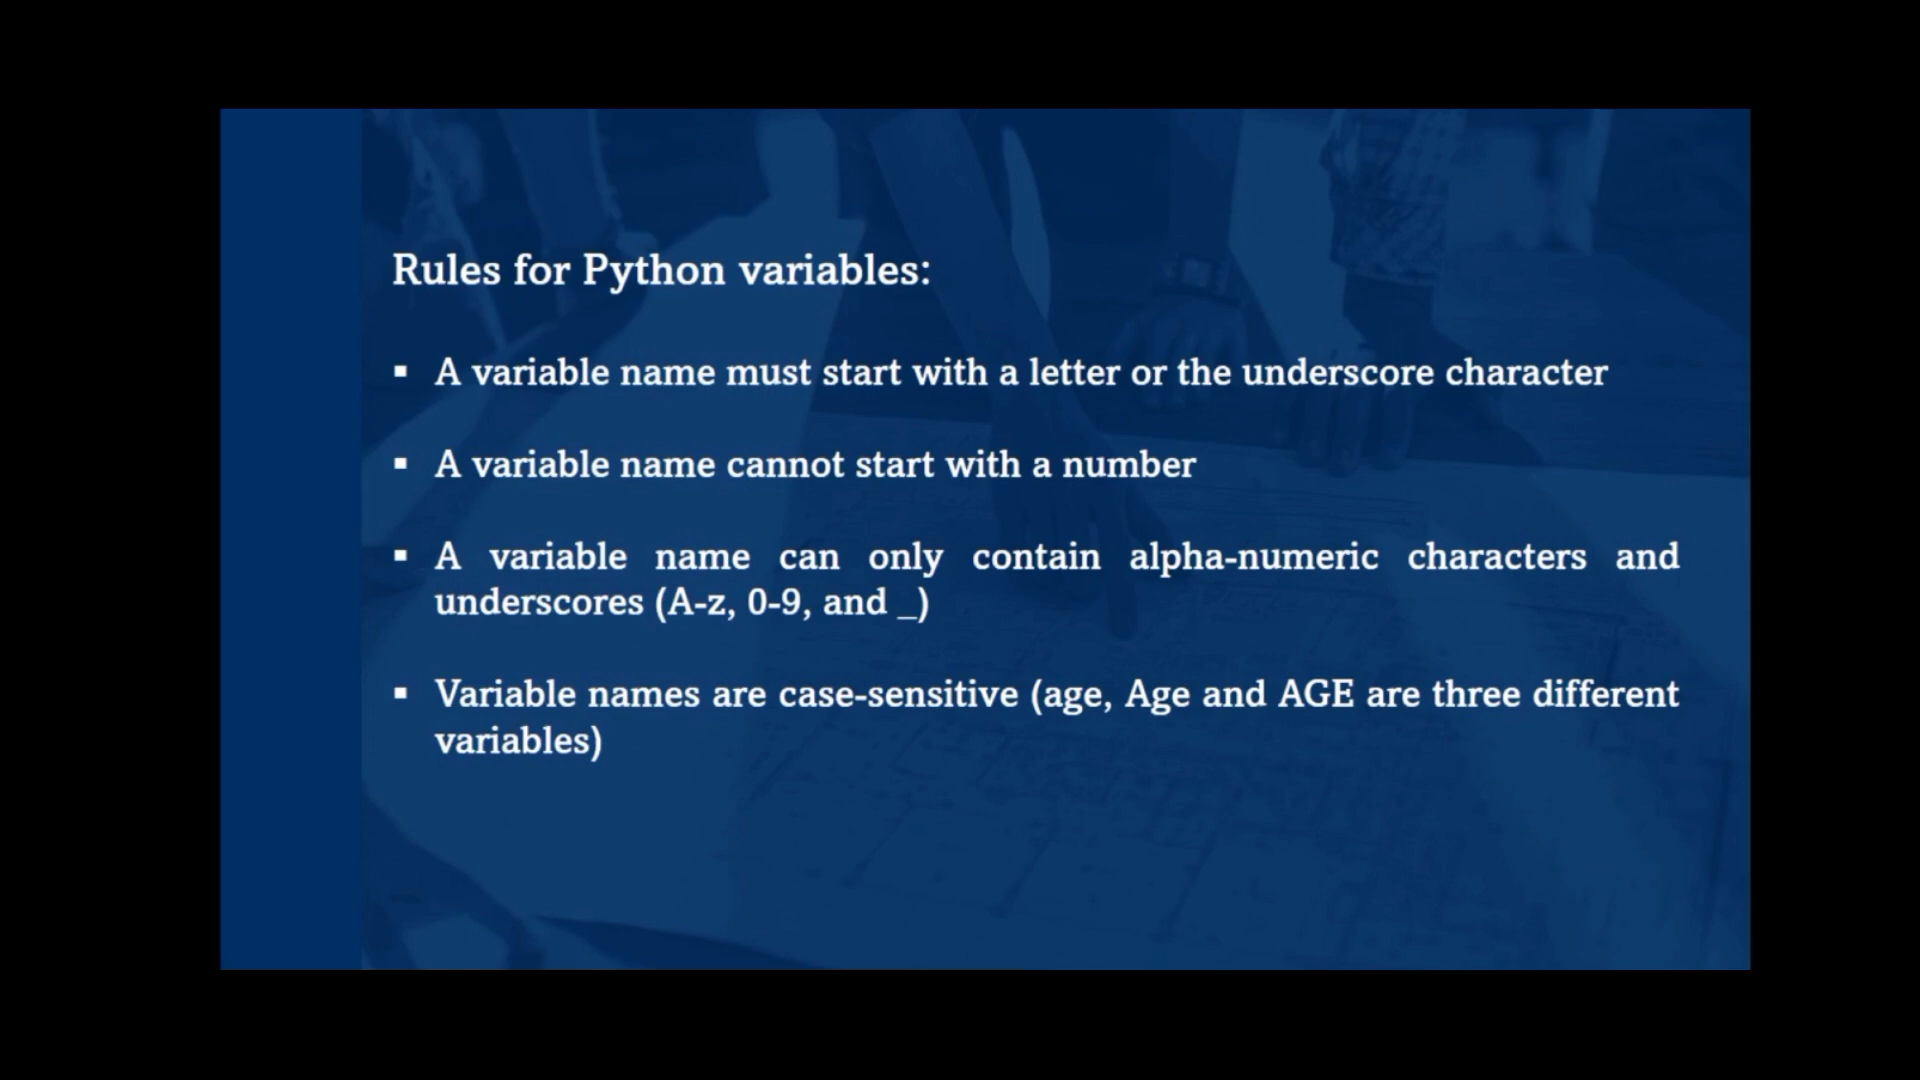 Rules for Python variables:
▪ A variable name must start with a letter or the underscore character
▪ A variable name cannot start with a number
▪ A variable name can only contain alpha-numeric characters and
underscores (A-z, 0-9, and _)
▪ Variable names are case-sensitive (age, Age and AGE are three different
variables)